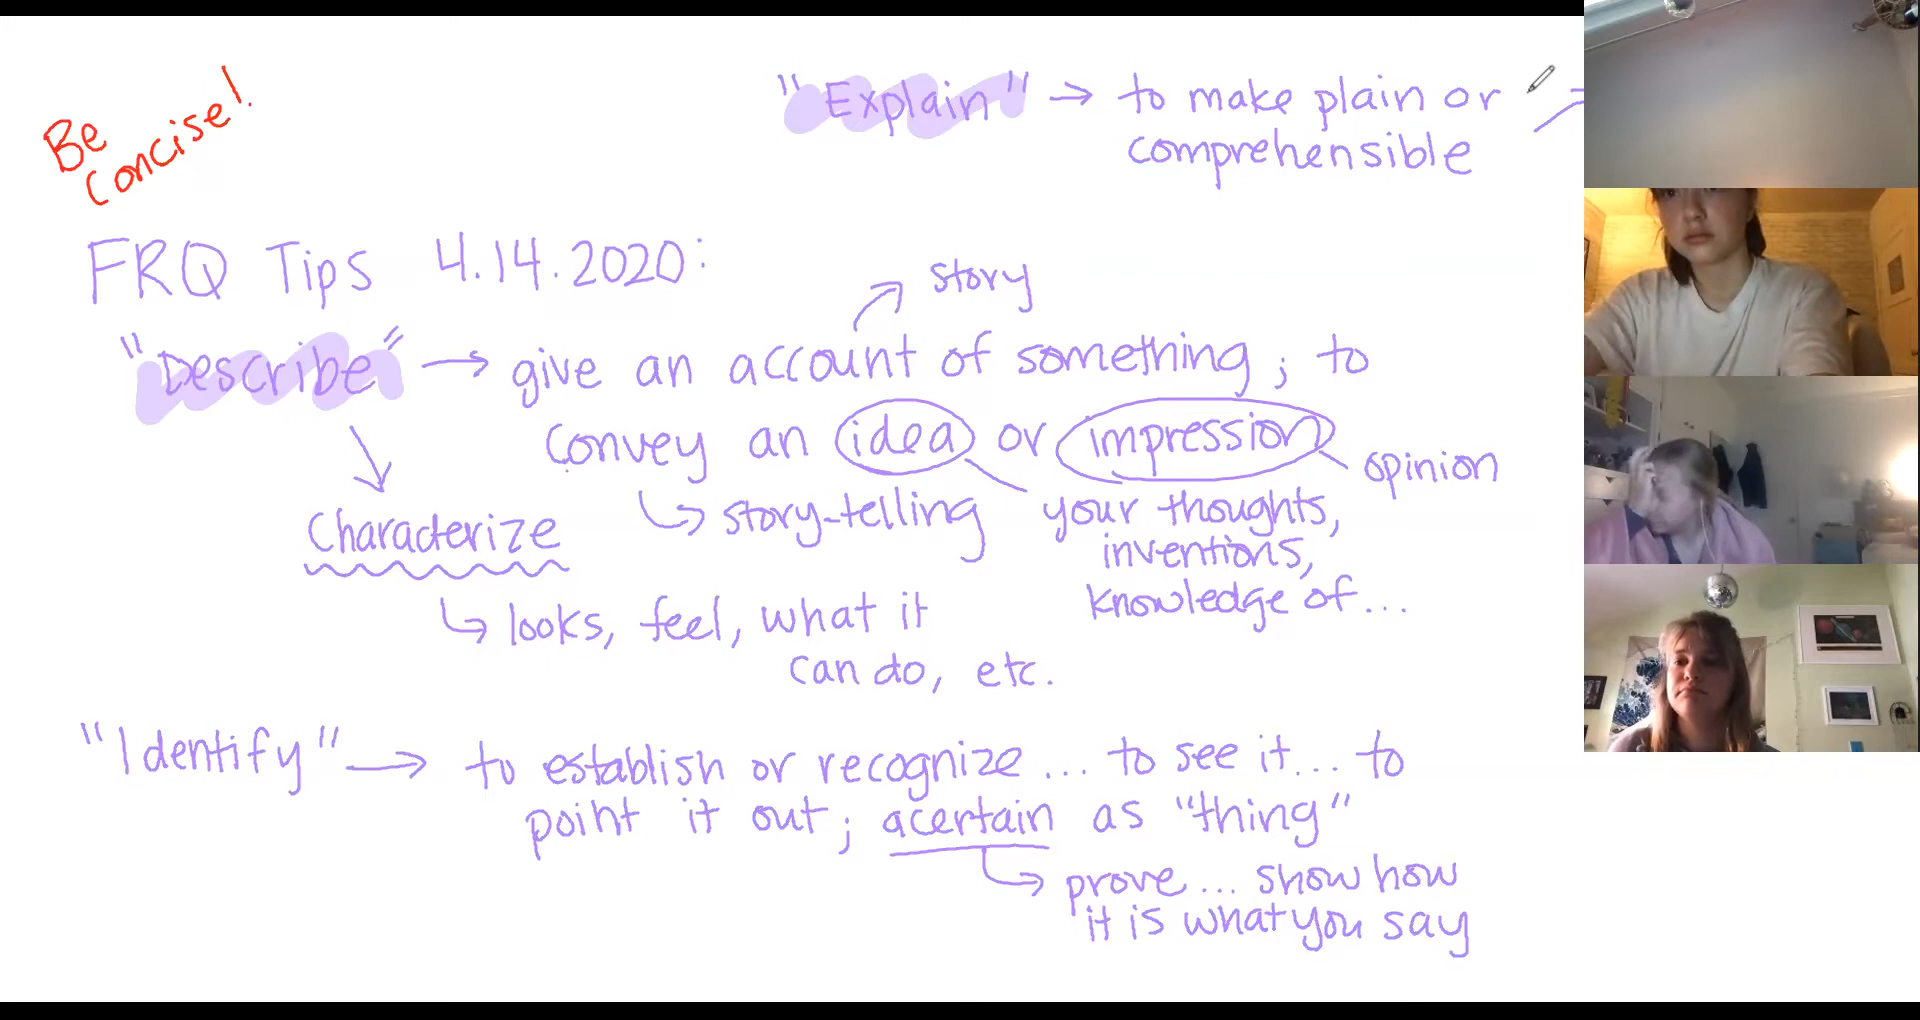 Be
concise!
"Explain" → to make plain or
comprehensible
FRQ Tips 4.14.2020:
story
"Describe" → give an account of something; to
convey an idea or impression
opinion
Characterize
story-telling
your thoughts,
inventions,
knowledge of...
looks, feel, what it
can do, etc.
"Identify" → to establish or recognize... to see it... to
point it out; acertain as "thing"
prove... show how
it is what you say